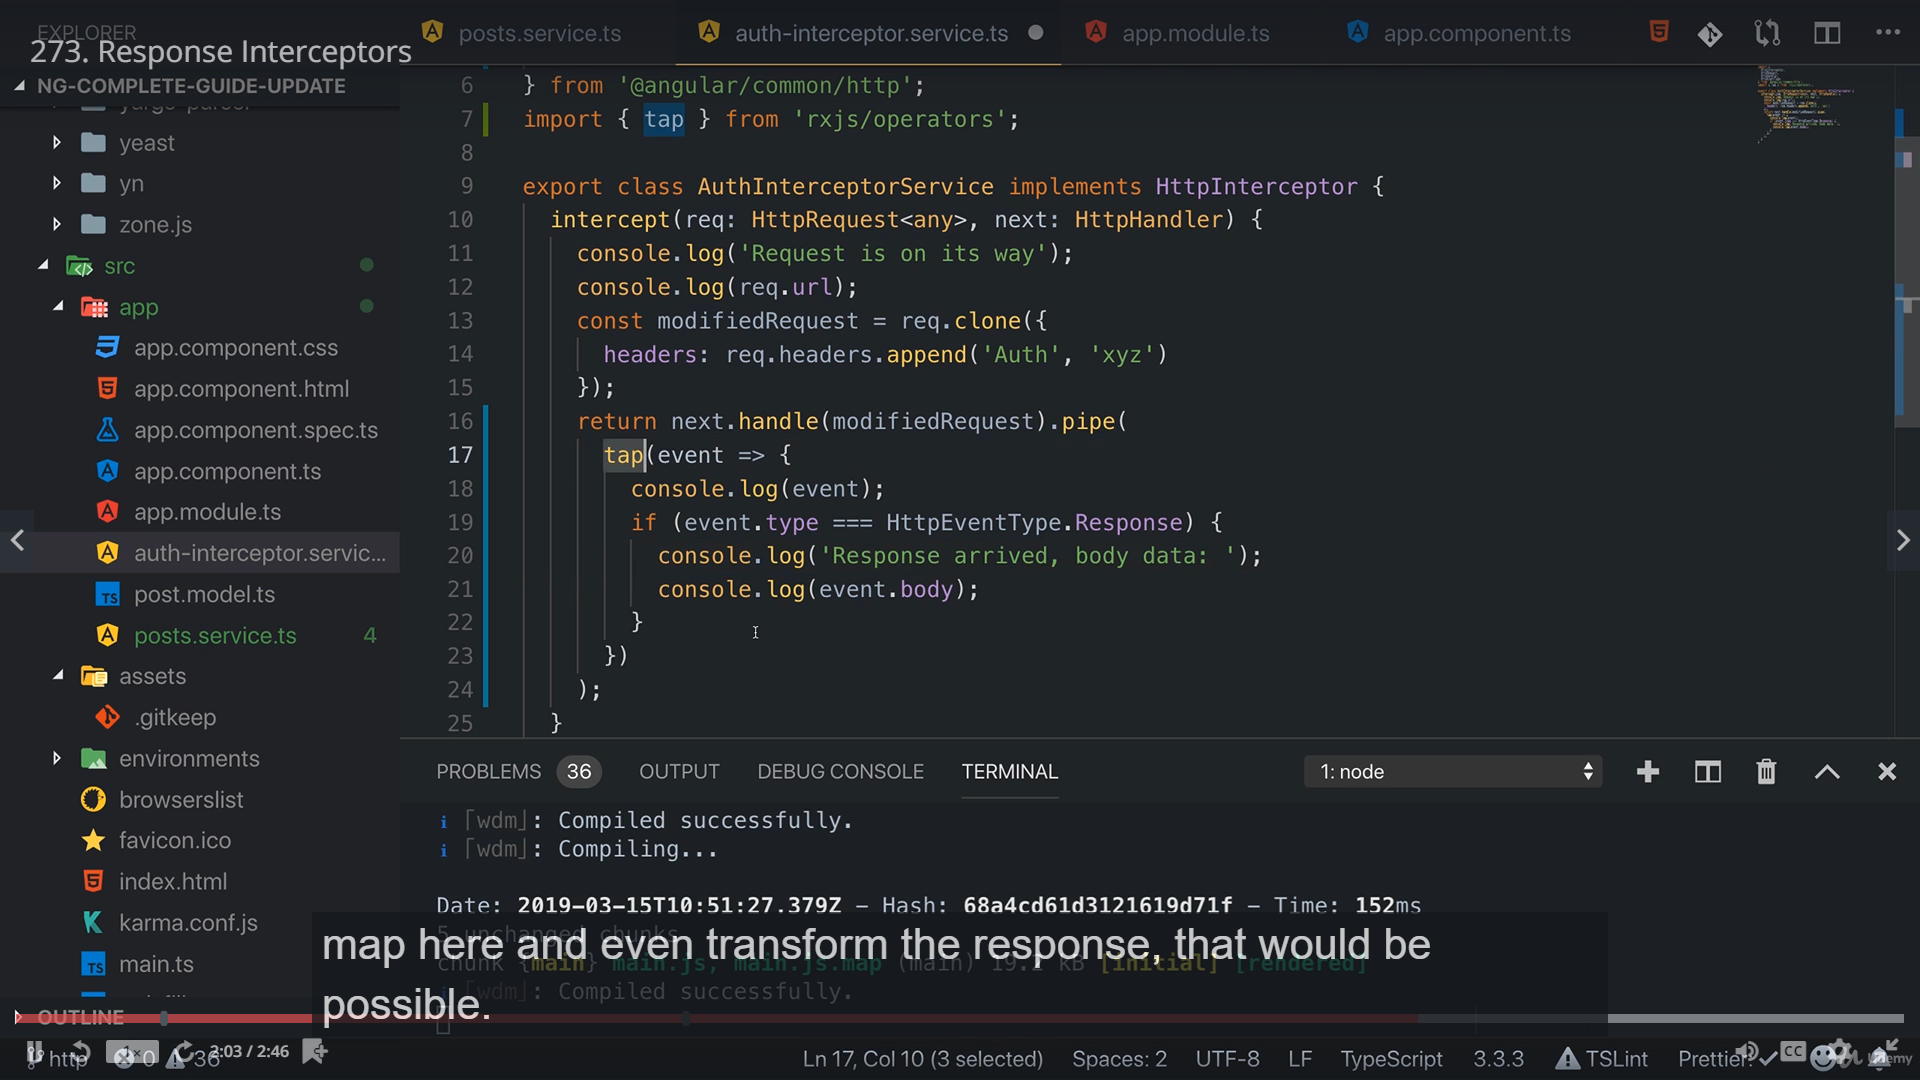 EXPLORER
273. Response Interceptors
posts.service.ts
auth-interceptor.service.ts
app.module.ts
app.component.ts
NG-COMPLETE-GUIDE-UPDATE
yargs-parser
yeast
yn
zone.js
src
app
app.component.css
app.component.html
app.component.spec.ts
app.component.ts
app.module.ts
auth-interceptor.servic...
post.model.ts
posts.service.ts 4
assets
.gitkeep
environments
browserslist
favicon.ico
index.html
karma.conf.js
main.ts
OUTLINE
6 } from '@angular/common/http';
7 import { tap } from 'rxjs/operators';
8
9 export class AuthInterceptorService implements HttpInterceptor {
10 intercept(req: HttpRequest<any>, next: HttpHandler) {
11 console.log('Request is on its way');
12 console.log(req.url);
13 const modifiedRequest = req.clone({
14 headers: req.headers.append('Auth', 'xyz')
15 });
16 return next.handle(modifiedRequest).pipe(
17 tap(event => {
18 console.log(event);
19 if (event.type === HttpEventType.Response) {
20 console.log('Response arrived, body data: ');
21 console.log(event.body);
22 }
23 })
24 );
25 }
PROBLEMS 36 OUTPUT DEBUG CONSOLE TERMINAL 1: node
i ｢wdm｣: Compiled successfully.
i ｢wdm｣: Compiling...
Date: 2019-03-15T10:51:27.379Z - Hash: 68a4cd61d3121619d71f - Time: 152ms
5 unchanged chunks
chunk {main} main.js, main.js.map (main) 19.2 kB [initial] [rendered]
｢wdm｣: Compiled successfully.
map here and even transform the response, that would be
possible.
http 1x 0 36 2:03 / 2:46 Ln 17, Col 10 (3 selected) Spaces: 2 UTF-8 LF TypeScript 3.3.3 TSLint Prettier CC Udemy